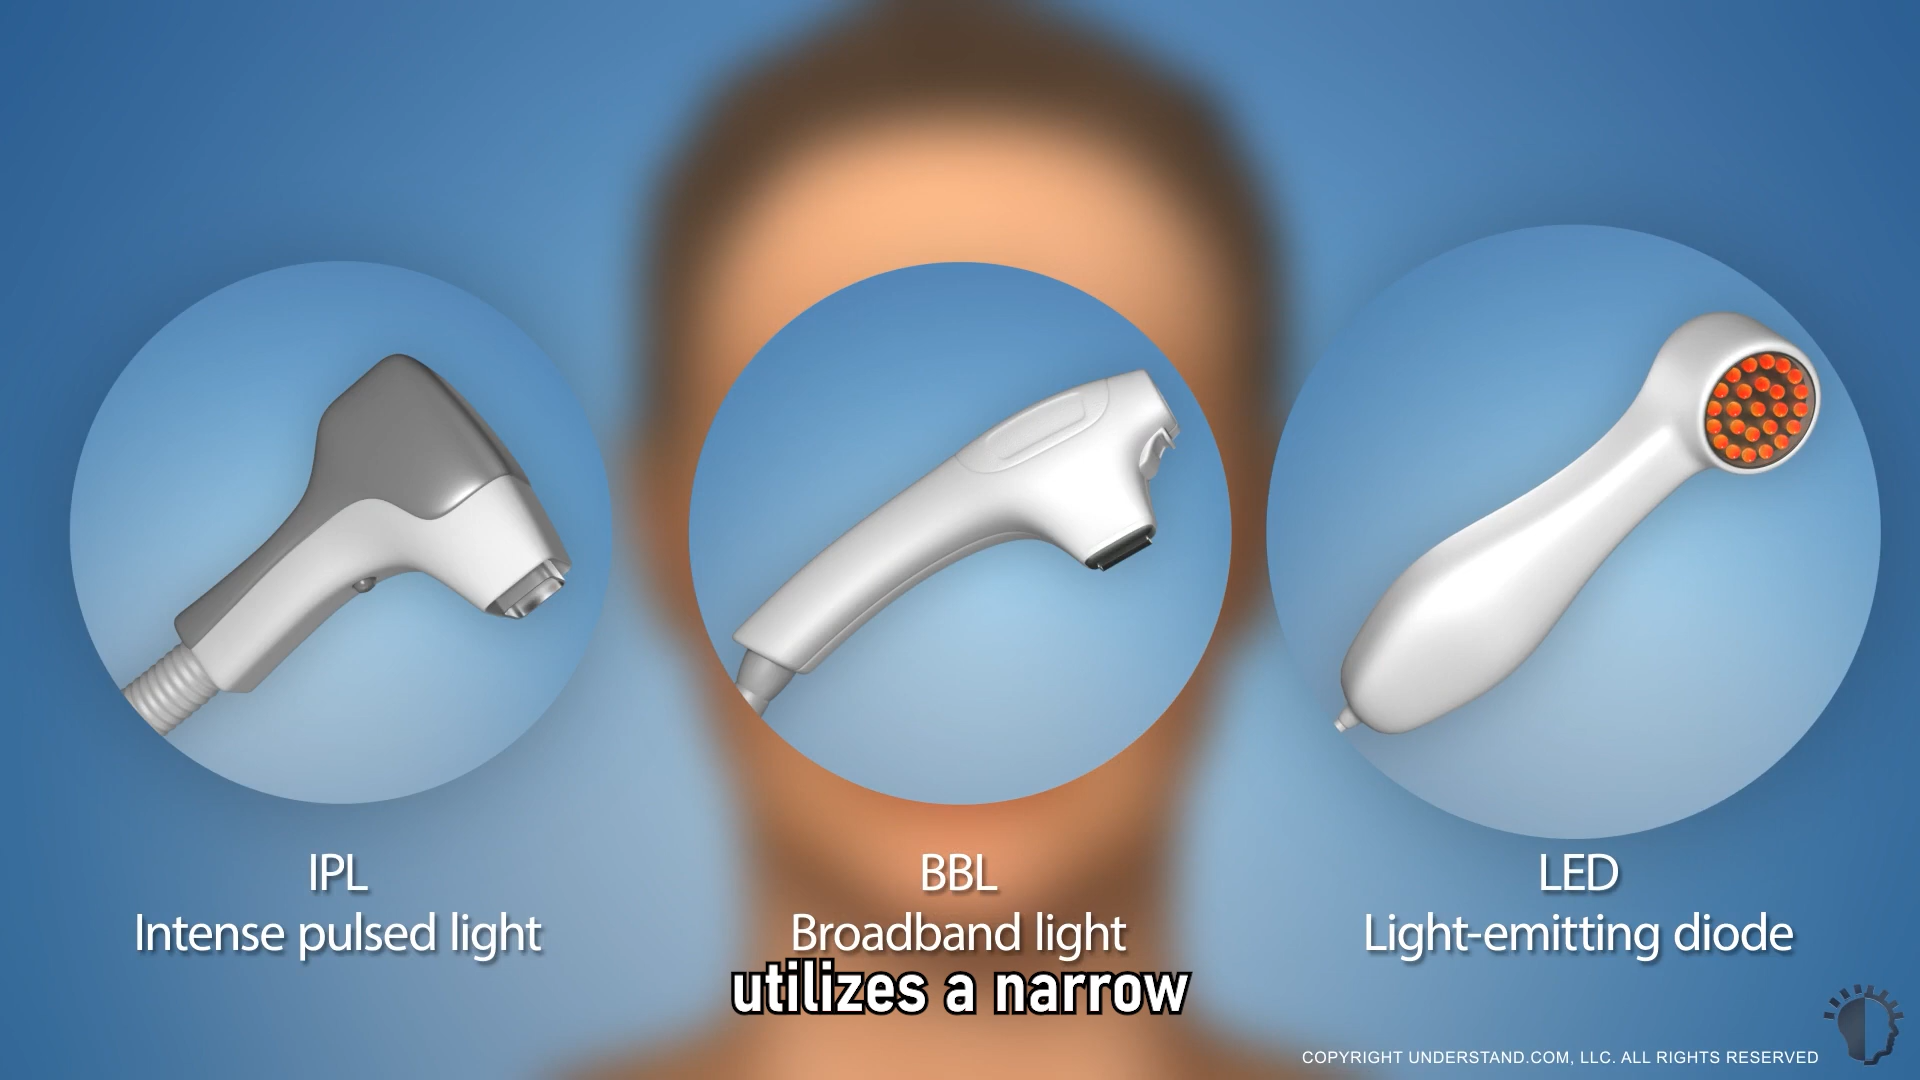 IPL
Intense pulsed light
BBL
Broadband light
LED
Light-emitting diode
utilizes a narrow
COPYRIGHT UNDERSTAND.COM, LLC. ALL RIGHTS RESERVED